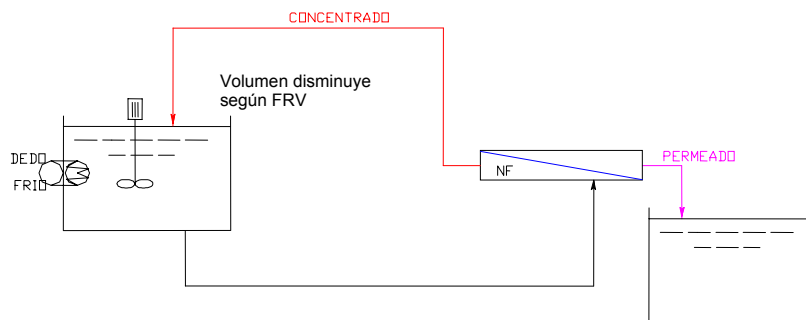 CONCENTRADO
Volumen disminuye
según FRV
DEDO
FRIO
NF
PERMEADO